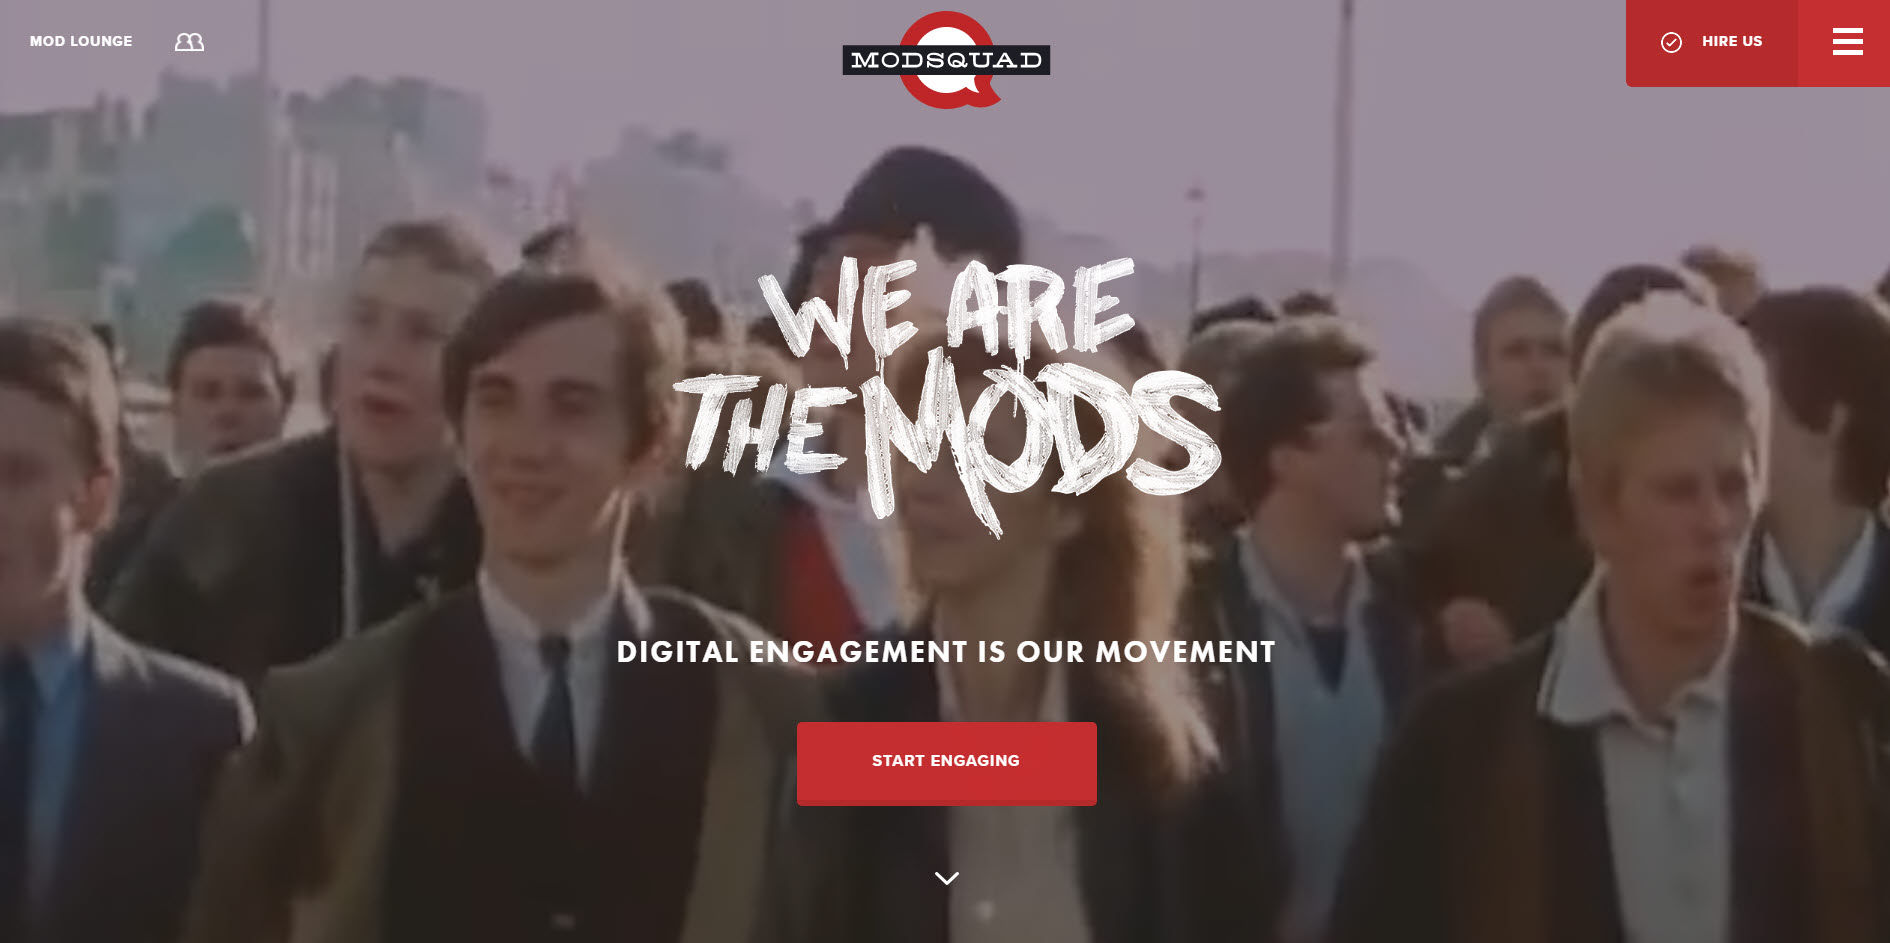 MOD LOUNGE
MODSQUAD
HIRE US
WE ARE
THE MODS
DIGITAL ENGAGEMENT IS OUR MOVEMENT
START ENGAGING